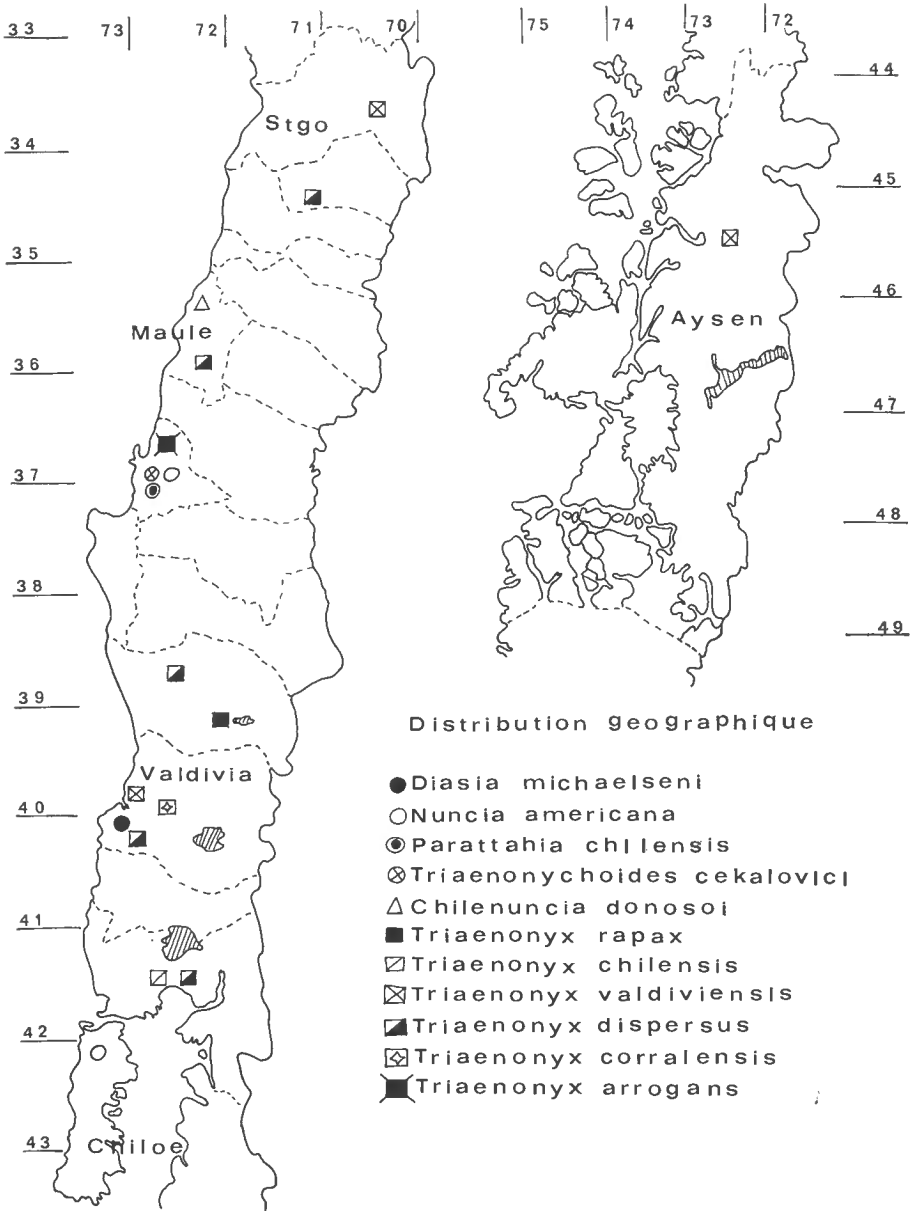 33
73
72
71
70
Stgo
34
35
Maule
36
37
38
39
Valdivia
40
41
42
43
Chiloe
75
74
73
72
44
45
46
Aysen
47
48
49
Distribution geographique
Diasia michaelseni
Nuncia americana
Parattahia chilensis
Triaenonychoides cekalovici
Chilenuncia donosoi
Triaenonyx rapax
Triaenonyx chilensis
Triaenonyx valdiviensis
Triaenonyx dispersus
Triaenonyx corralensis
Triaenonyx arrogans